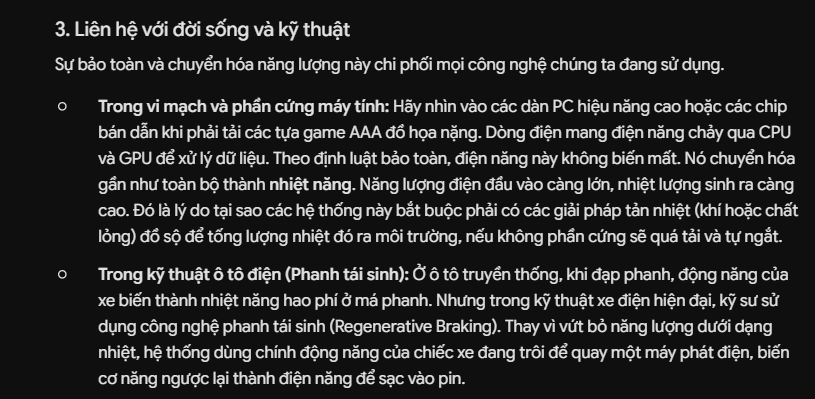 3. Liên hệ với đời sống và kỹ thuật
Sự bảo toàn và chuyển hóa năng lượng này chi phối mọi công nghệ chúng ta đang sử dụng.
Trong vi mạch và phần cứng máy tính: Hãy nhìn vào các dàn PC hiệu năng cao hoặc các chip
bán dẫn khi phải tải các tựa game AAA đồ họa nặng. Dòng điện mang điện năng chảy qua CPU
và GPU để xử lý dữ liệu. Theo định luật bảo toàn, điện năng này không biến mất. Nó chuyển hóa
gần như toàn bộ thành nhiệt năng. Năng lượng điện đầu vào càng lớn, nhiệt lượng sinh ra càng
cao. Đó là lý do tại sao các hệ thống này bắt buộc phải có các giải pháp tản nhiệt (khí hoặc chất
lỏng) đồ sộ để tống lượng nhiệt đó ra môi trường, nếu không phần cứng sẽ quá tải và tự ngắt.
Trong kỹ thuật ô tô điện (Phanh tái sinh): Ở ô tô truyền thống, khi đạp phanh, động năng của
xe biến thành nhiệt năng hao phí ở má phanh. Nhưng trong kỹ thuật xe điện hiện đại, kỹ sư sử
dụng công nghệ phanh tái sinh (Regenerative Braking). Thay vì vứt bỏ năng lượng dưới dạng
nhiệt, hệ thống dùng chính động năng của chiếc xe đang trôi để quay một máy phát điện, biến
cơ năng ngược lại thành điện năng để sạc vào pin.